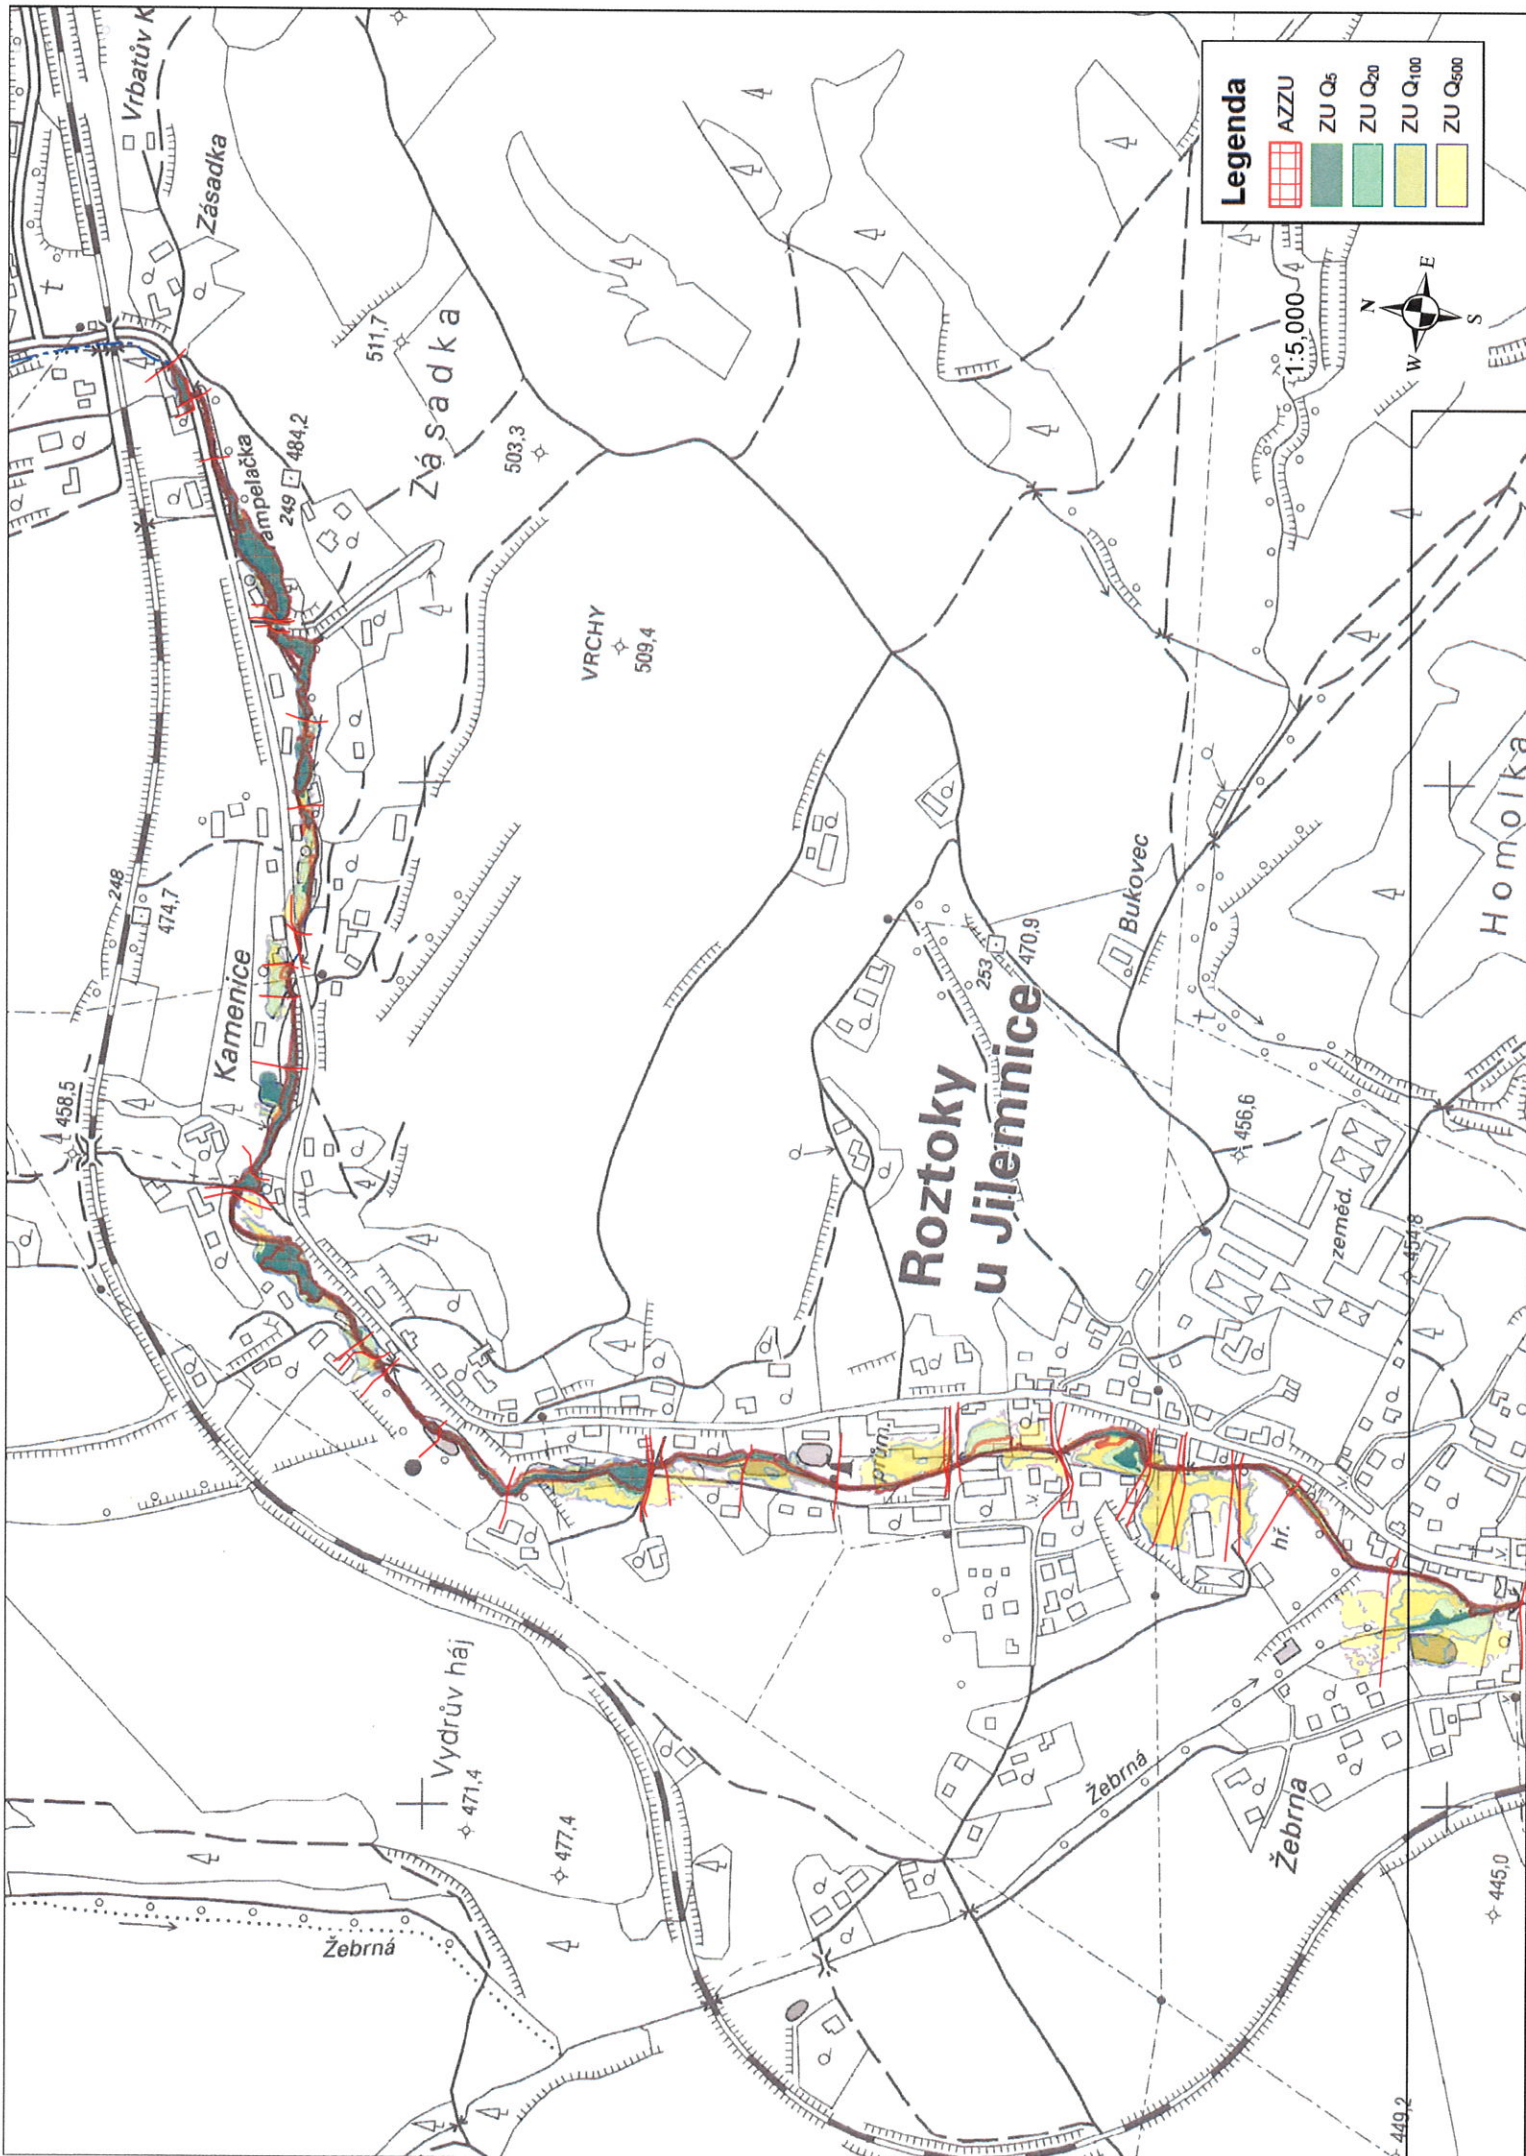 Vrbatův K
Zásadka
t
511,7
Zásadka
ampelačka
249
484,2
503,3
VRCHY
509,4
248
474,7
Kamenice
458,5
Roztoky
u Jilemnice
253
470,9
Bukovec
t
Homolka
456,6
zeměd.
454,8
prům.
v.
hř.
v.
v.
Vydrův háj
471,4
477,4
Žebrná
Žebrná
Žebrná
445,0
449,2
Legenda
AZZU
ZU Q5
ZU Q20
ZU Q100
ZU Q500
1:5,000
N
E
S
W